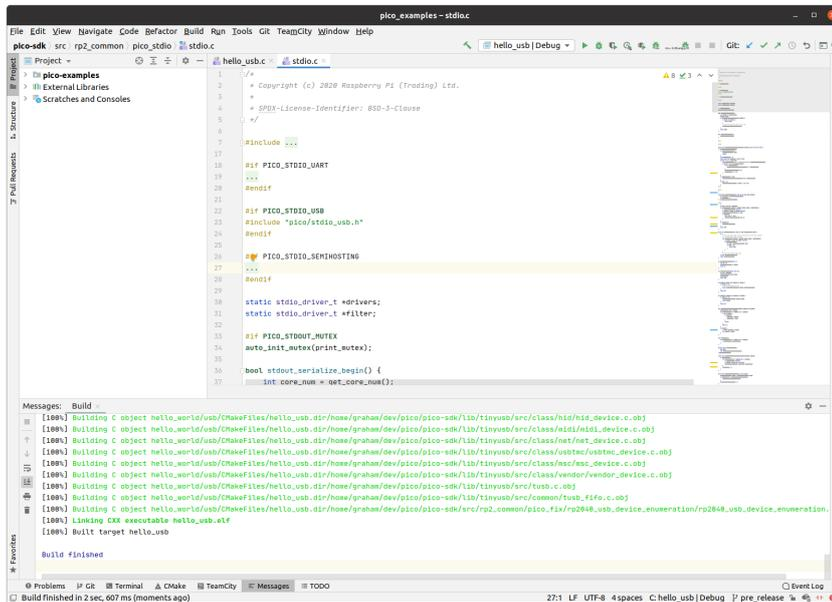 pico_examples – stdio.c
File Edit View Navigate Code Refactor Build Run Tools Git TeamCity Window Help
pico-sdk src rp2_common pico_stdio stdio.c
hello_usb | Debug
Git:
Project
hello_usb.c
stdio.c
pico-examples
External Libraries
Scratches and Consoles
Project
Structure
Pull Requests
Favorites
8 3
1 /*
2 * Copyright (c) 2020 Raspberry Pi (Trading) Ltd.
3 *
4 * SPDX-License-Identifier: BSD-3-Clause
5 */
6
7 #include ...
17
18 #if PICO_STDIO_UART
19 ...
20 #endif
21
22 #if PICO_STDIO_USB
23 #include "pico/stdio_usb.h"
24 #endif
25
26 PICO_STDIO_SEMIHOSTING
27 ...
28 #endif
29
30 static stdio_driver_t *drivers;
31 static stdio_driver_t *filter;
32
33 #if PICO_STDOUT_MUTEX
34 auto_init_mutex(print_mutex);
35
36 bool stdout_serialize_begin() {
37 int core_num = get_core_num();
Messages: Build
[100%] Building C object hello_world/usb/CMakeFiles/hello_usb.dir/home/graham/dev/pico/pico-sdk/lib/tinyusb/src/class/hid/hid_device.c.obj
[100%] Building C object hello_world/usb/CMakeFiles/hello_usb.dir/home/graham/dev/pico/pico-sdk/lib/tinyusb/src/class/midi/midi_device.c.obj
[100%] Building C object hello_world/usb/CMakeFiles/hello_usb.dir/home/graham/dev/pico/pico-sdk/lib/tinyusb/src/class/net/net_device.c.obj
[100%] Building C object hello_world/usb/CMakeFiles/hello_usb.dir/home/graham/dev/pico/pico-sdk/lib/tinyusb/src/class/usbtmc/usbtmc_device.c.obj
[100%] Building C object hello_world/usb/CMakeFiles/hello_usb.dir/home/graham/dev/pico/pico-sdk/lib/tinyusb/src/class/msc/msc_device.c.obj
[100%] Building C object hello_world/usb/CMakeFiles/hello_usb.dir/home/graham/dev/pico/pico-sdk/lib/tinyusb/src/class/vendor/vendor_device.c.obj
[100%] Building C object hello_world/usb/CMakeFiles/hello_usb.dir/home/graham/dev/pico/pico-sdk/lib/tinyusb/src/tusb.c.obj
[100%] Building C object hello_world/usb/CMakeFiles/hello_usb.dir/home/graham/dev/pico/pico-sdk/lib/tinyusb/src/common/tusb_fifo.c.obj
[100%] Building C object hello_world/usb/CMakeFiles/hello_usb.dir/home/graham/dev/pico/pico-sdk/src/rp2_common/pico_fix/rp2040_usb_device_enumeration/rp2040_usb_device_enumeration.
[100%] Linking CXX executable hello_usb.elf
[100%] Built target hello_usb
Build finished
Problems Git Terminal CMake TeamCity Messages TODO Event Log
Build finished in 2 sec, 607 ms (moments ago) 27:1 LF UTF-8 4 spaces C: hello_usb | Debug pre_release